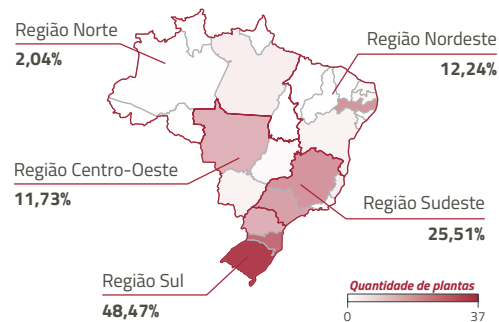 Região Norte
2,04%
Região Nordeste
12,24%
Região Centro-Oeste
11,73%
Região Sudeste
25,51%
Região Sul
48,47%
Quantidade de plantas
0 37